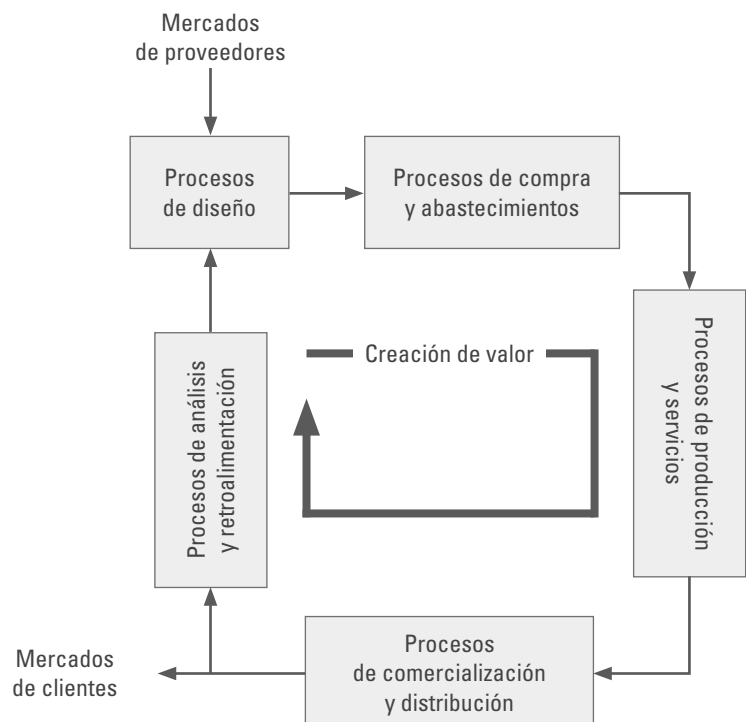 Mercados
de proveedores
Procesos
de diseño
Procesos de compra
y abastecimientos
Procesos de producción
y servicios
Creación de valor
Procesos de análisis
y retroalimentación
Procesos
de comercialización
y distribución
Mercados
de clientes